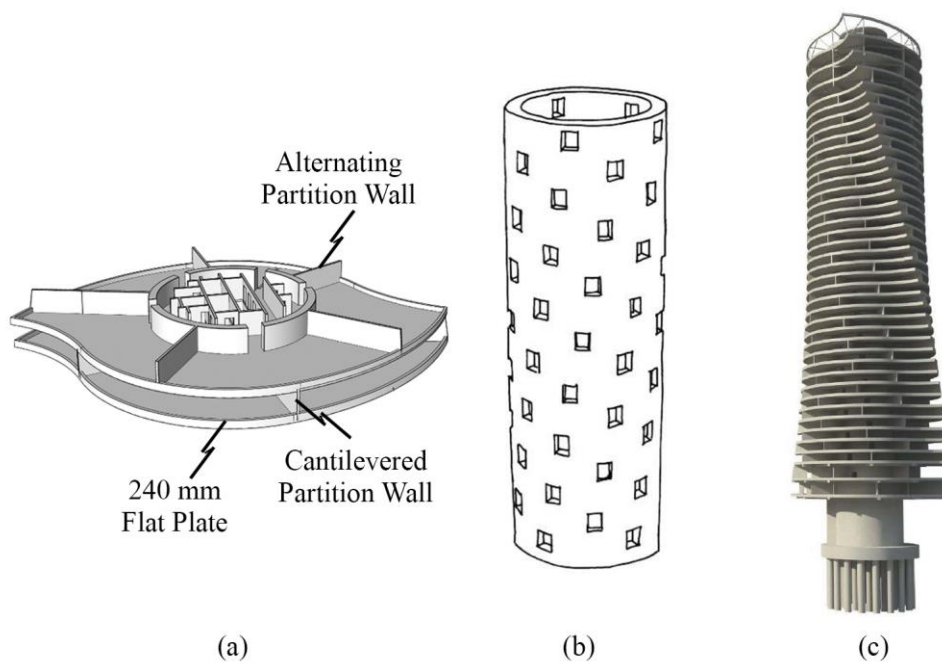 Alternating
Partition Wall
Cantilevered
Partition Wall
240 mm
Flat Plate
(a)
(b)
(c)